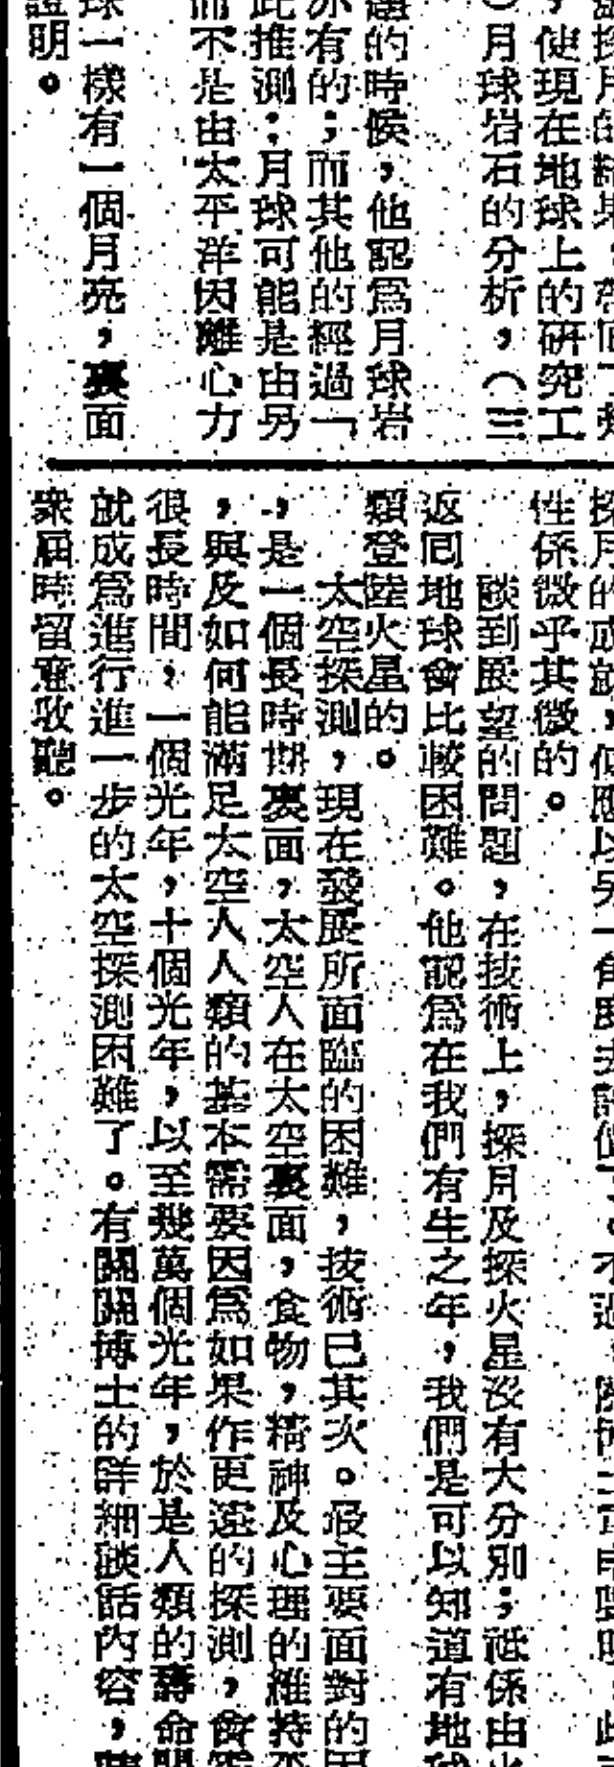 ，使現在地球上的研究工
）月球岩石的分析，（三
題的時候，他認爲月球岩
亦有的；而其他的經過「
此推測：月球可能是由另
而不是由太平洋因離心力
球一樣有一個月亮，裏面
證明。
性係微乎其微的。
談到展望的問題，在技術上，探月及探火星沒有大分別；祗係由火
返回地球會比較困難。他認爲在我們有生之年，我們是可以知道有地球
類登陸火星的。
太空探測，現在發展所面臨的困難，技術已其次。最主要面對的困
，是一個長時期裏面，太空人在太空裏面，食物，精神及心理的維持
，與及如何能滿足太空人人類的基本需要因爲如果作更遠的探測，會需
很長時間，一個光年，十個光年，以至幾萬個光年，於是人類的壽命問
就成爲進行進一步的太空探測困難了。有關關博士的詳細談話內容，
衆屆時留意收聽。